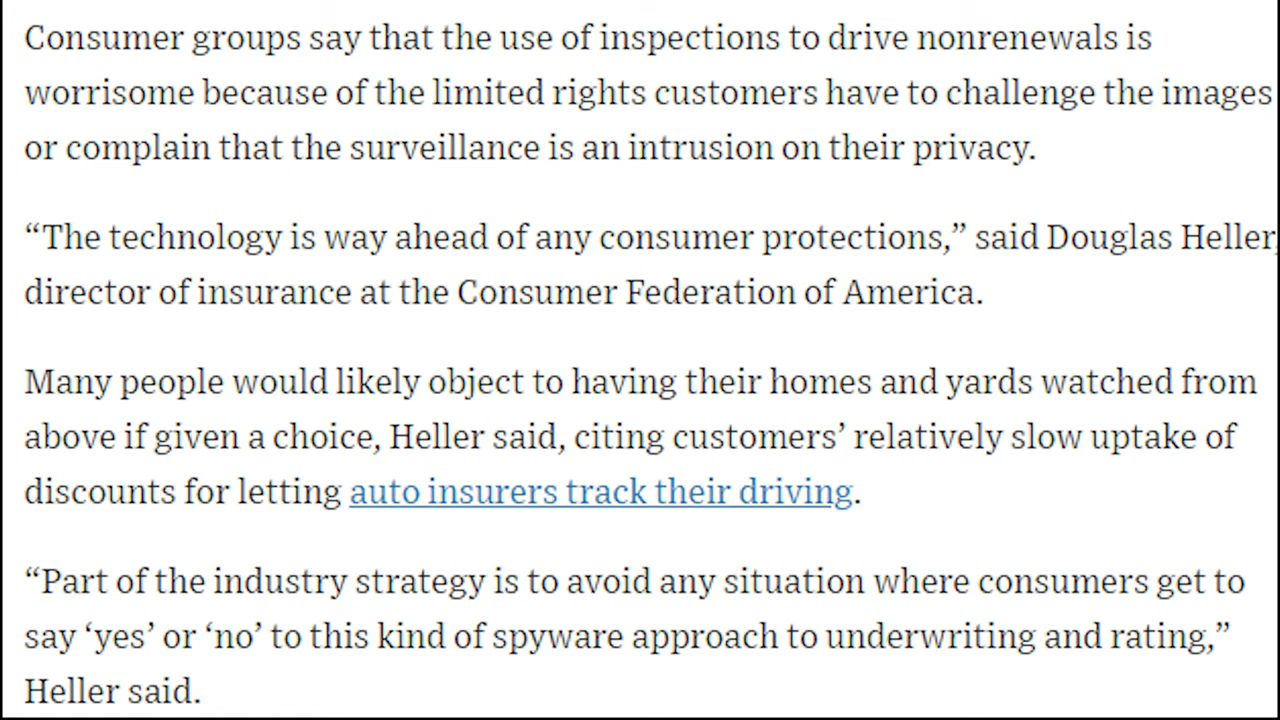 Consumer groups say that the use of inspections to drive nonrenewals is
worrisome because of the limited rights customers have to challenge the images
or complain that the surveillance is an intrusion on their privacy.
“The technology is way ahead of any consumer protections,” said Douglas Heller,
director of insurance at the Consumer Federation of America.
Many people would likely object to having their homes and yards watched from
above if given a choice, Heller said, citing customers’ relatively slow uptake of
discounts for letting auto insurers track their driving.
“Part of the industry strategy is to avoid any situation where consumers get to
say ‘yes’ or ‘no’ to this kind of spyware approach to underwriting and rating,”
Heller said.